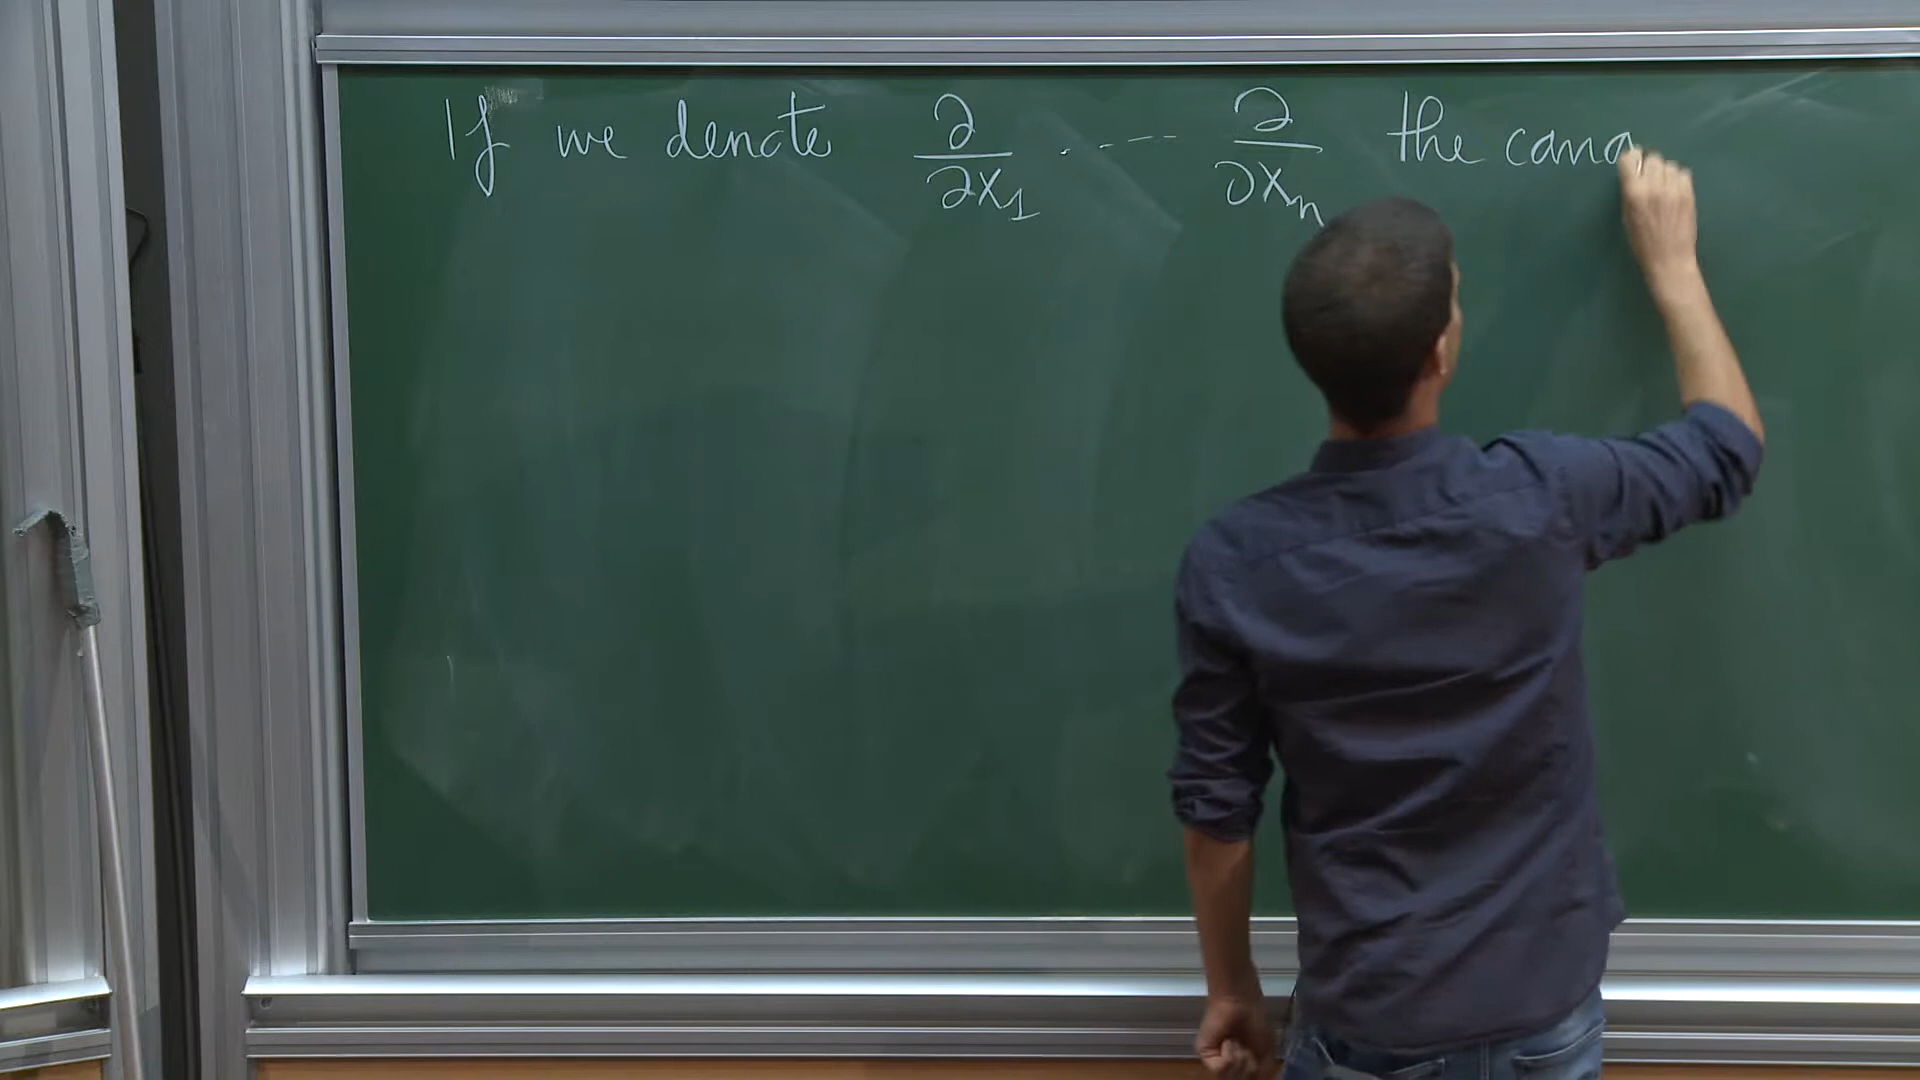 If we denote ∂/∂x₁ ---- ∂/∂xₙ the cano